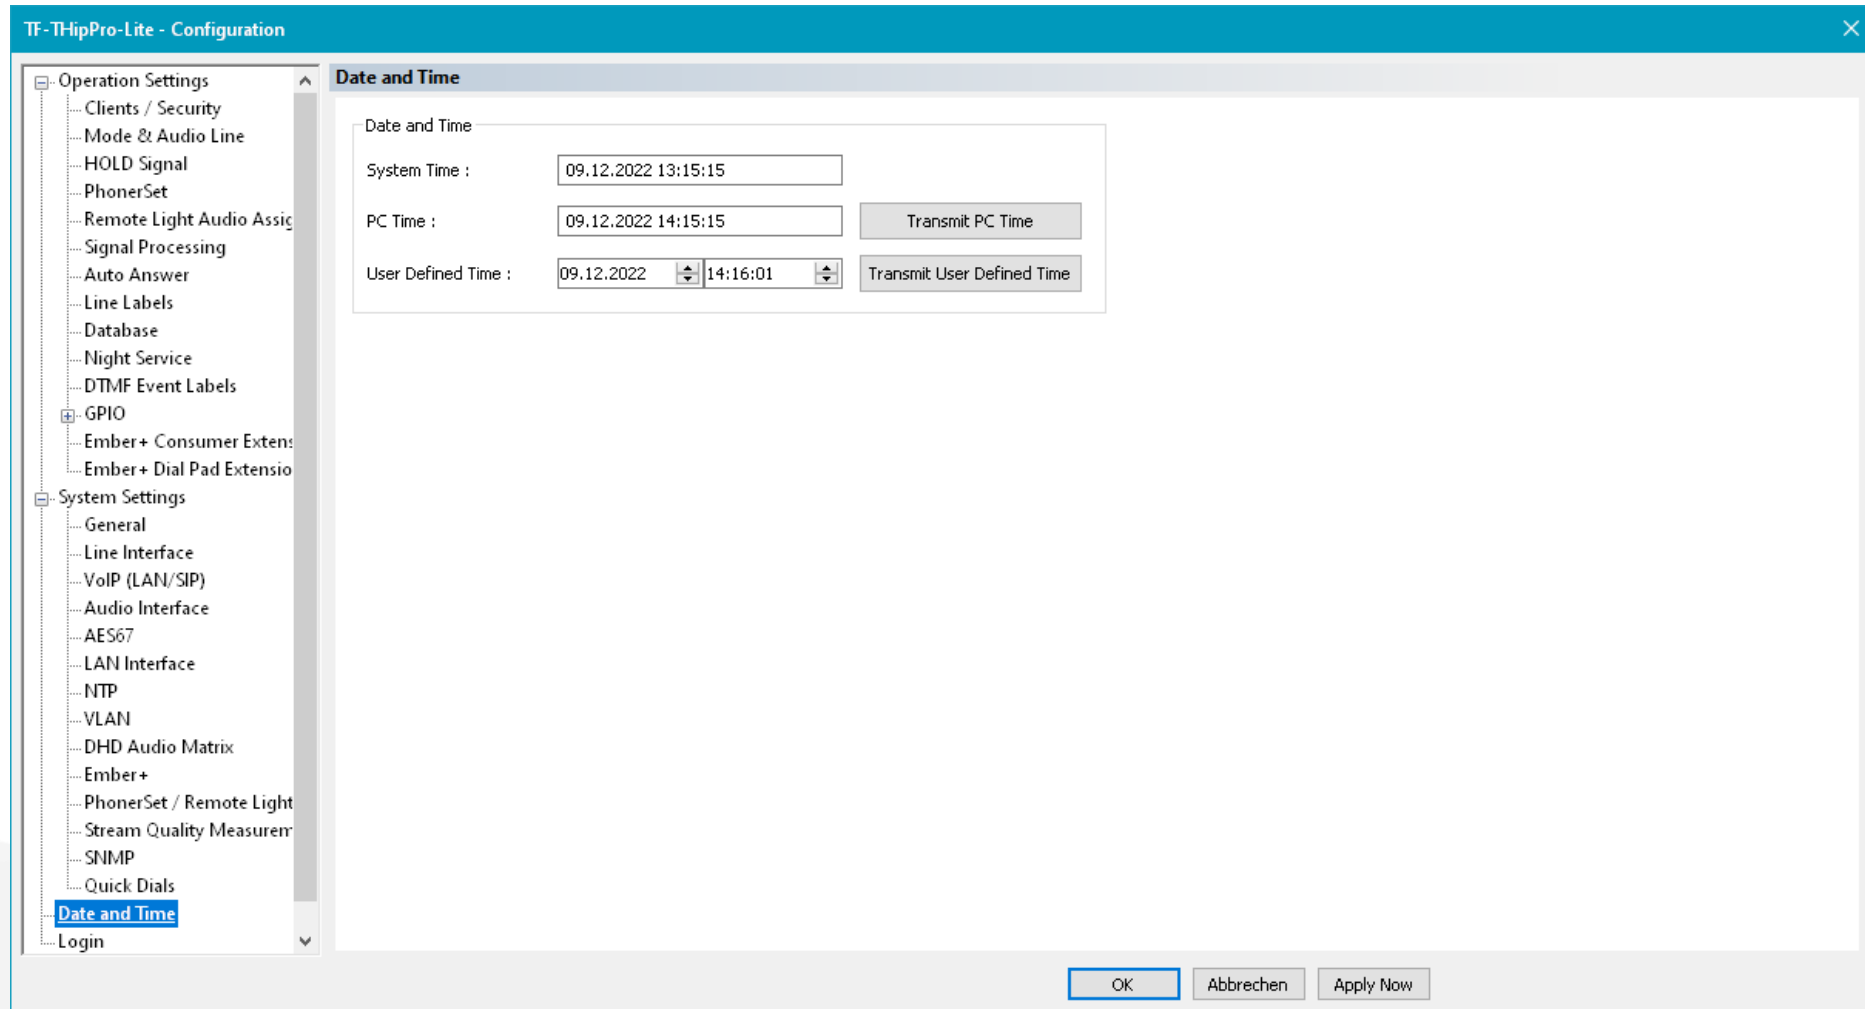 TF-THipPro-Lite - Configuration
Operation Settings
Clients / Security
Mode & Audio Line
HOLD Signal
PhonerSet
Remote Light Audio Assig
Signal Processing
Auto Answer
Line Labels
Database
Night Service
DTMF Event Labels
GPIO
Ember+ Consumer Extens
Ember+ Dial Pad Extensio
System Settings
General
Line Interface
VoIP (LAN/SIP)
Audio Interface
AES67
LAN Interface
NTP
VLAN
DHD Audio Matrix
Ember+
PhonerSet / Remote Light
Stream Quality Measurem
SNMP
Quick Dials
Date and Time
Login
Date and Time
Date and Time
System Time : 09.12.2022 13:15:15
PC Time : 09.12.2022 14:15:15 Transmit PC Time
User Defined Time : 09.12.2022 14:16:01 Transmit User Defined Time
OK Abbrechen Apply Now